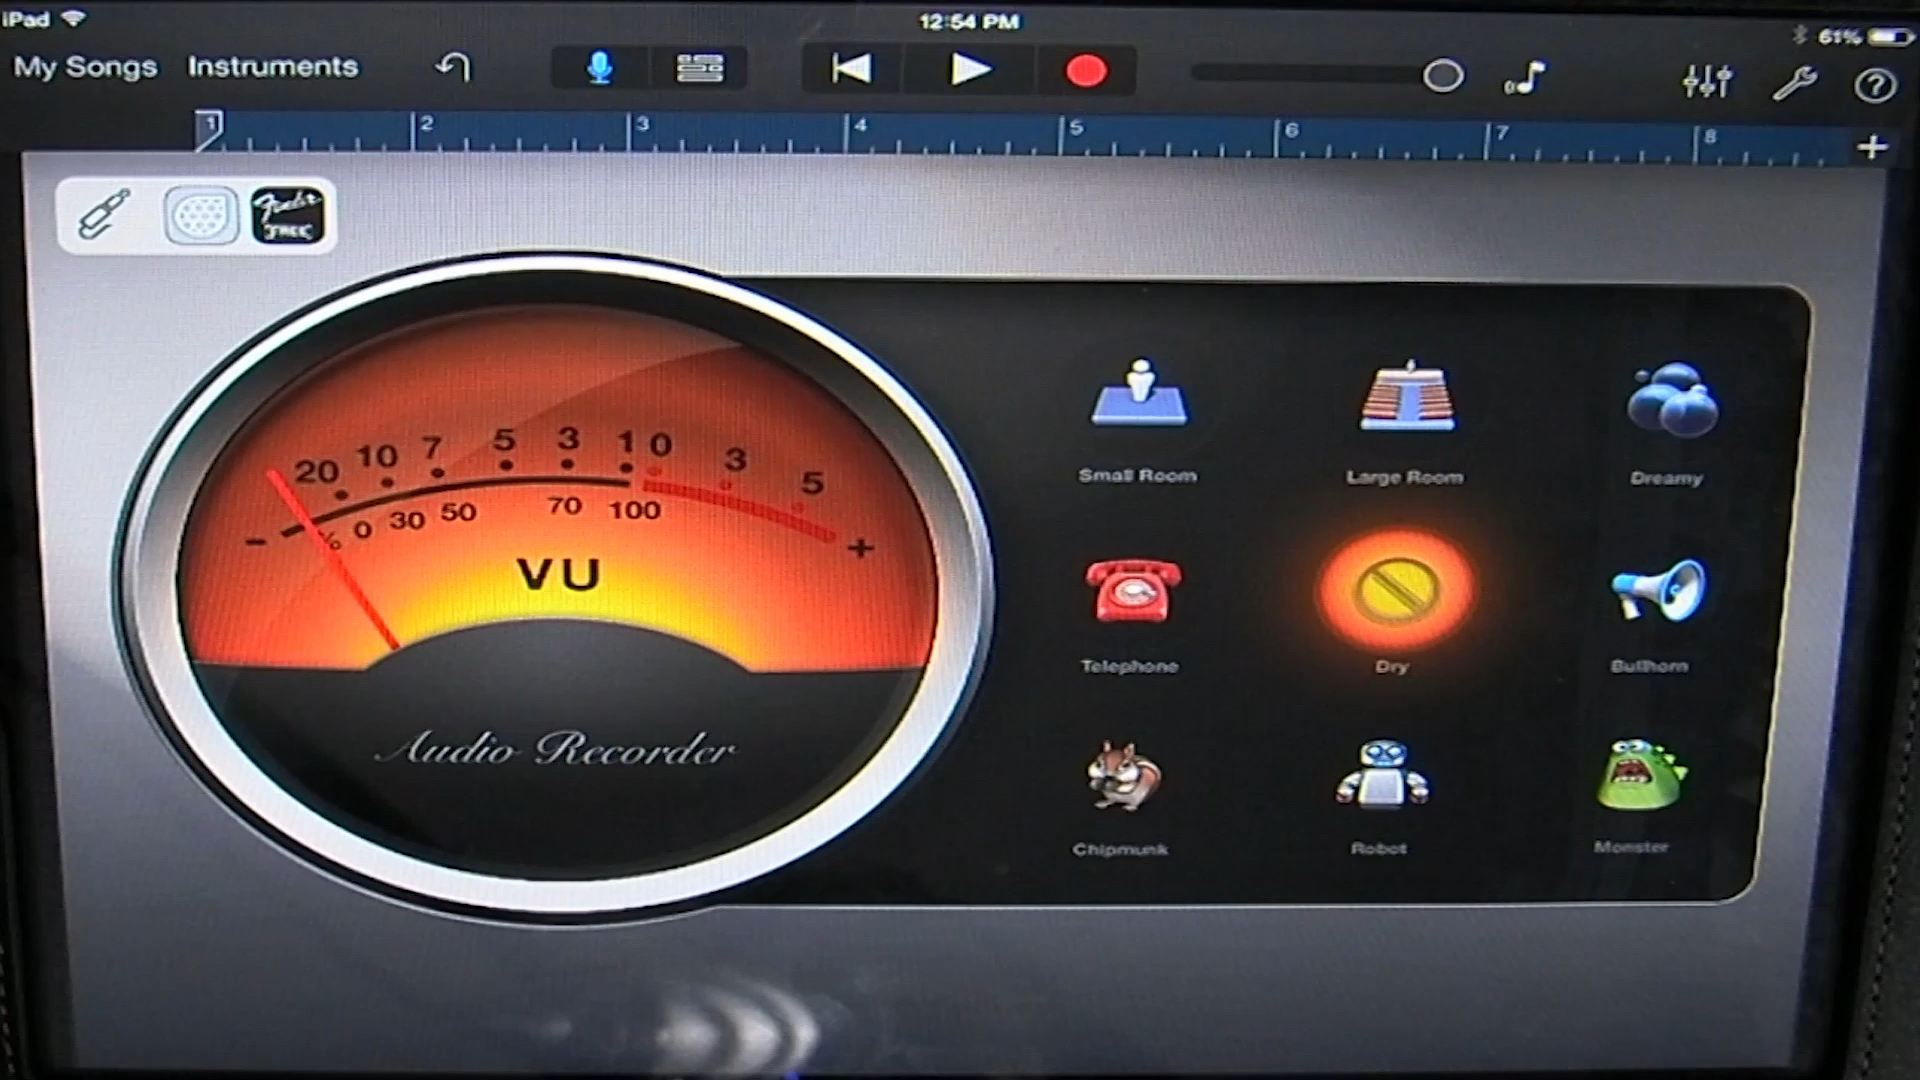 iPad 12:54 PM 61%
My Songs Instruments ?
1 2 3 4 5 6 7 8 +
Fender
FREE
20 10 7 5 3 1 0 3 5
- % 0 30 50 70 100 +
VU
Audio Recorder
Small Room Large Room Dreamy
Telephone Dry Bullhorn
Chipmunk Robot Monster